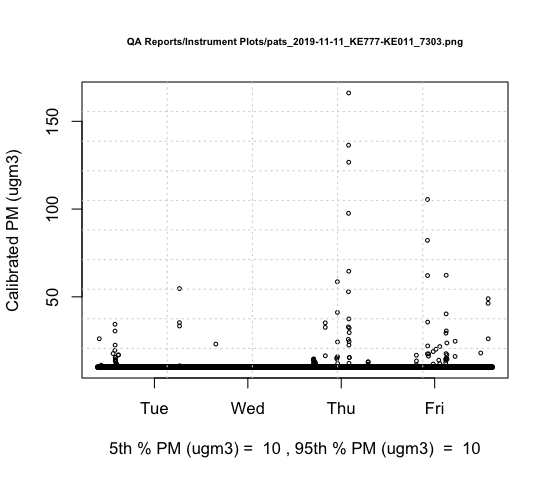 QA Reports/Instrument Plots/pats_2019-11-11_KE777-KE011_7303.png
Calibrated PM (ugm3)
150
100
50
Tue Wed Thu Fri
5th % PM (ugm3) = 10 , 95th % PM (ugm3) = 10